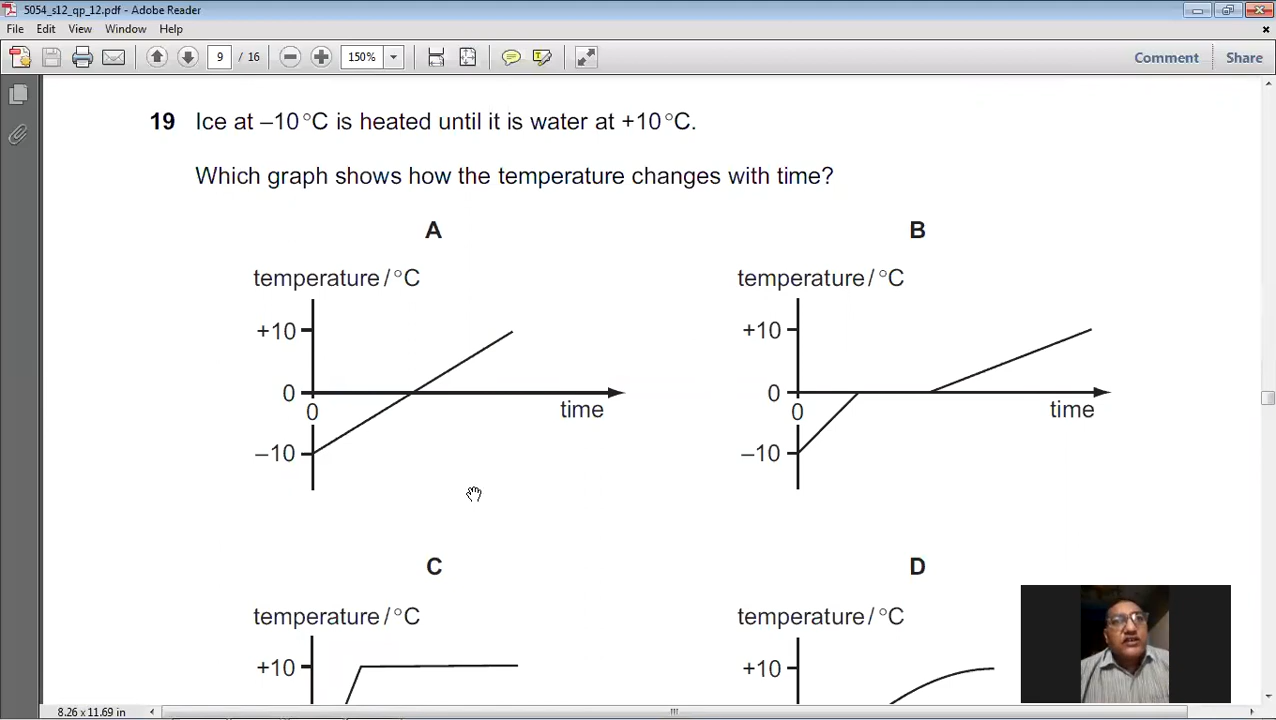 5054_s12_qp_12.pdf - Adobe Reader
File Edit View Window Help
9 / 16 150% Comment Share
19 Ice at –10 °C is heated until it is water at +10 °C.
Which graph shows how the temperature changes with time?
A B
temperature / °C temperature / °C
+10 +10
0 0
0 time 0 time
–10 –10
C D
temperature / °C temperature / °C
+10 +10
8.26 x 11.69 in